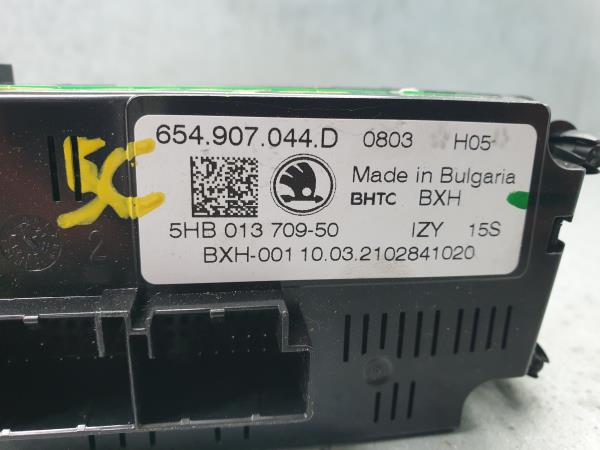 654.907.044.D 0803 H05
Made in Bulgaria
BHTC BXH
5HB 013 709-50 IZY 15S
BXH-001 10.03.2102841020
5C
2